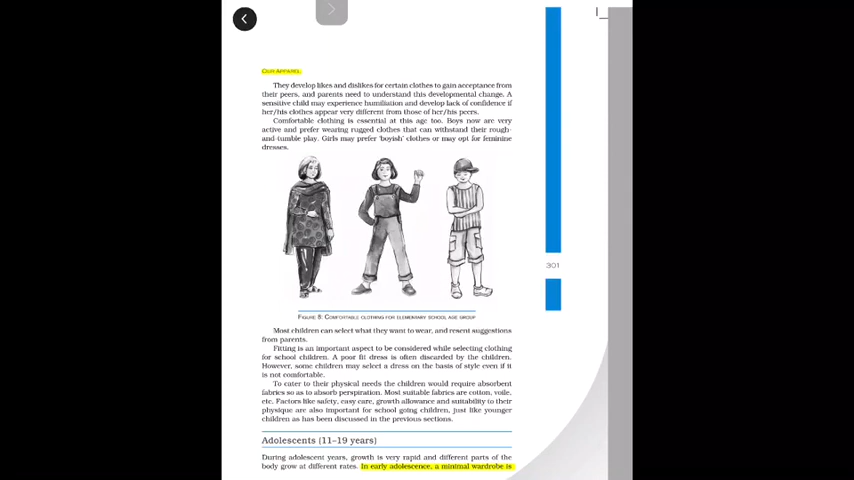 OUR APPAREL
They develop likes and dislikes for certain clothes to gain acceptance from
their peers, and parents need to understand this developmental change. A
sensitive child may experience humiliation and develop lack of confidence if
her/his clothes appear very different from those of her/his peers.
Comfortable clothing is essential at this age too. Boys now are very
active and prefer wearing rugged clothes that can withstand their rough-
and-tumble play. Girls may prefer 'boyish' clothes or may opt for feminine
dresses.
301
FIGURE 8: COMFORTABLE CLOTHING FOR ELEMENTARY SCHOOL AGE GROUP
Most children can select what they want to wear, and resent suggestions
from parents.
Fitting is an important aspect to be considered while selecting clothing
for school children. A poor fit dress is often discarded by the children.
However, some children may select a dress on the basis of style even if it
is not comfortable.
To cater to their physical needs the children would require absorbent
fabrics so as to absorb perspiration. Most suitable fabrics are cotton, voile,
etc. Factors like safety, easy care, growth allowance and suitability to their
physique are also important for school going children, just like younger
children as has been discussed in the previous sections.
Adolescents (11–19 years)
During adolescent years, growth is very rapid and different parts of the
body grow at different rates. In early adolescence, a minimal wardrobe is